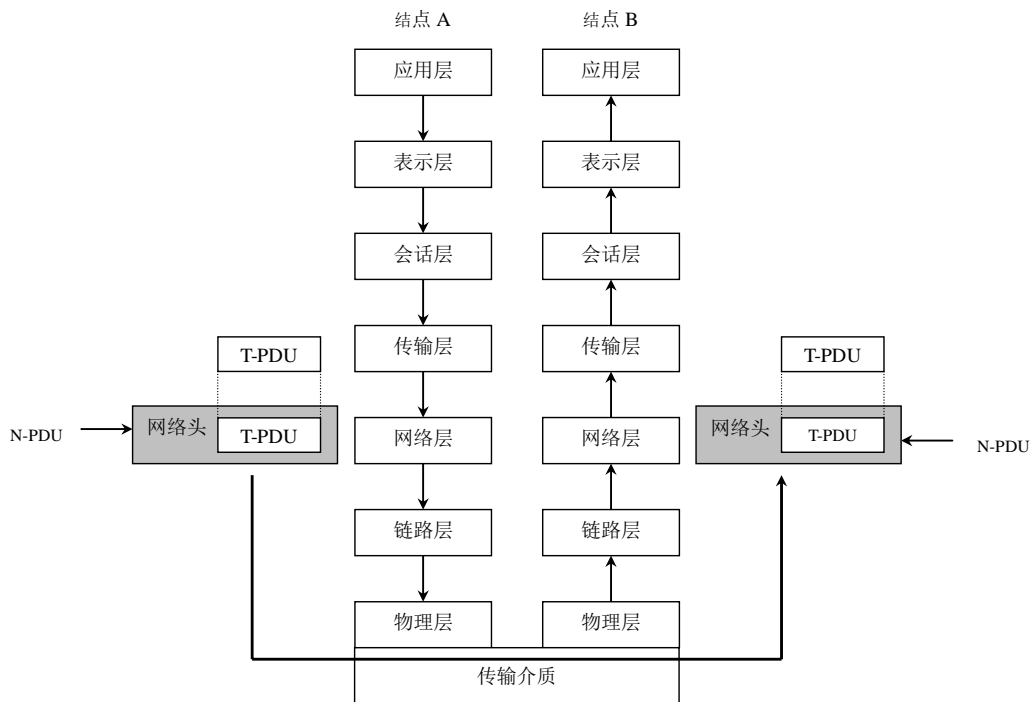 结点 A 结点 B
应用层 应用层
表示层 表示层
会话层 会话层
T-PDU 传输层 传输层 T-PDU
N-PDU 网络头 T-PDU 网络层 网络层 网络头 T-PDU N-PDU
链路层 链路层
物理层 物理层
传输介质